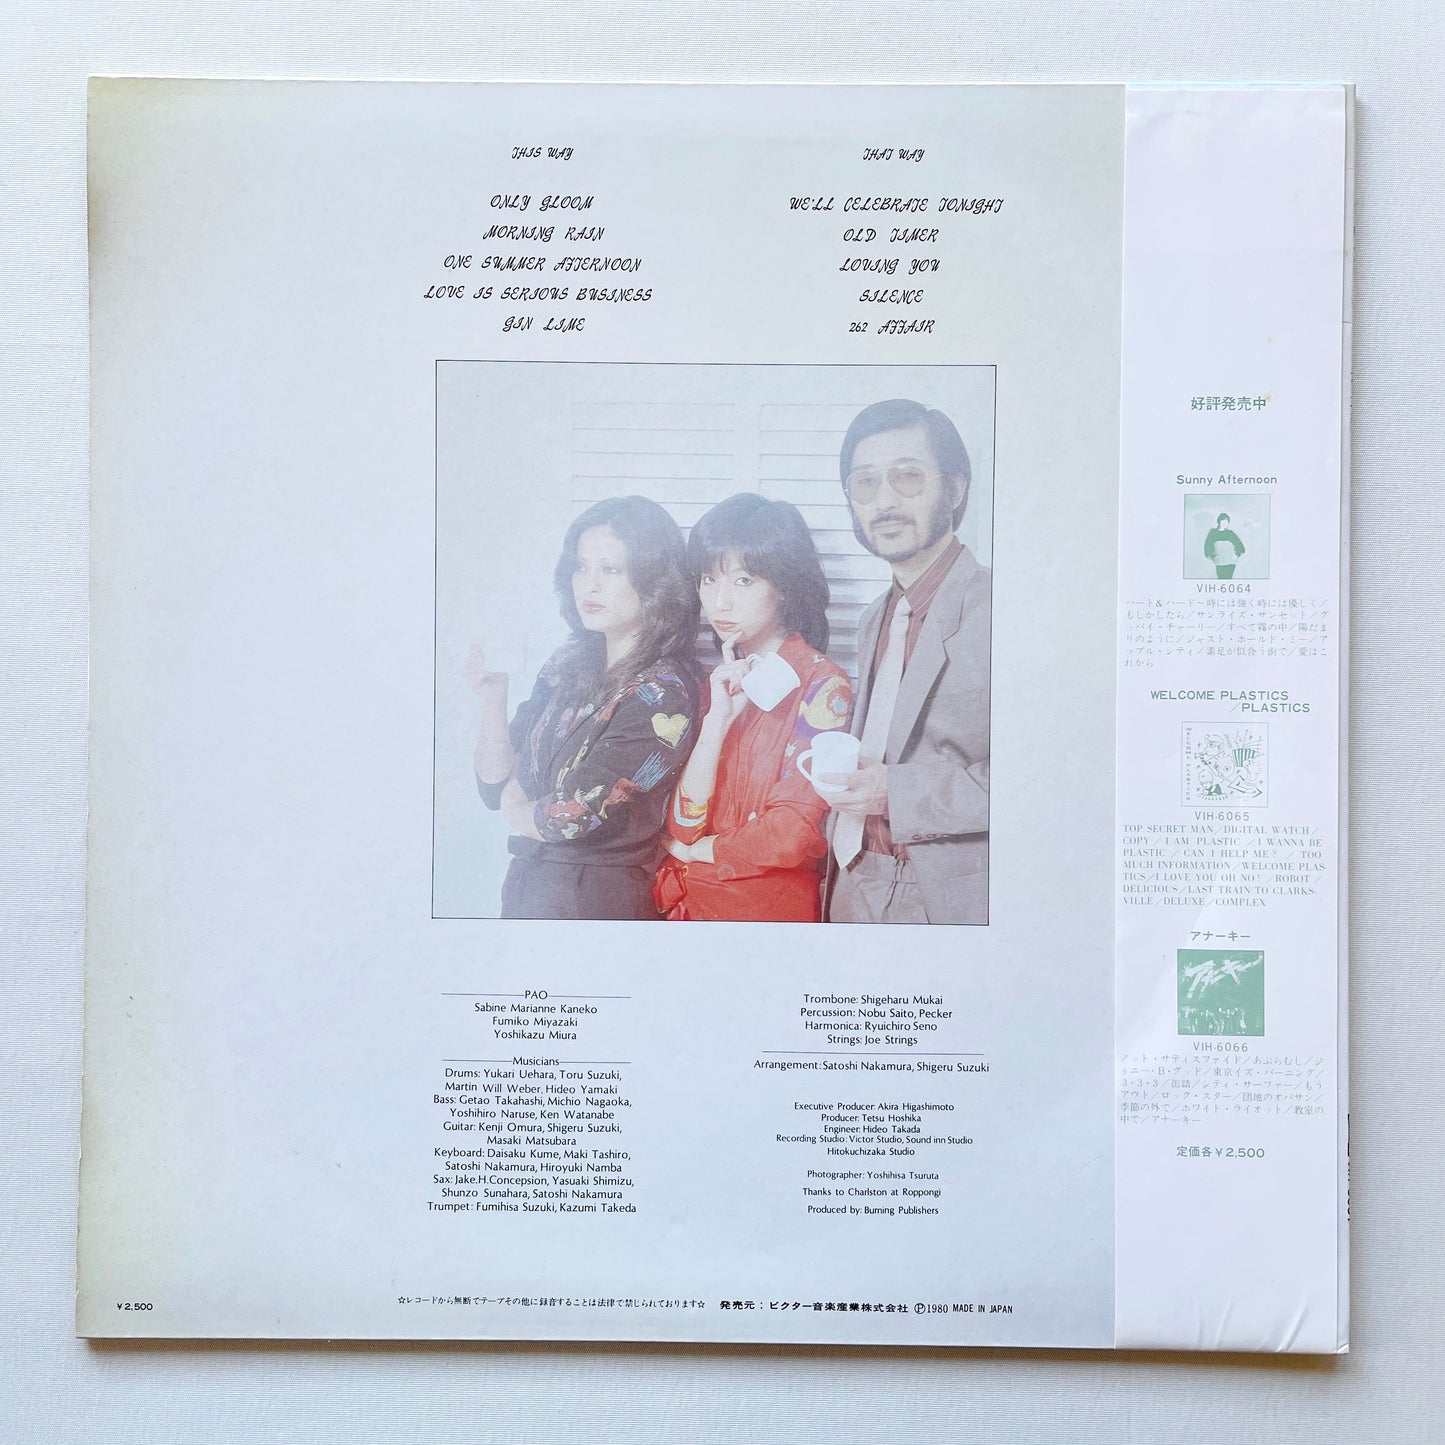 THIS WAY
ONLY GLOOM
MORNING RAIN
ONE SUMMER AFTERNOON
LOVE IS SERIOUS BUSINESS
GIN LIME
THAT WAY
WE'LL CELEBRATE TONIGHT
OLD TIMER
LOVING YOU
SILENCE
262 AFFAIR
PAO
Sabine Marianne Kaneko
Fumiko Miyazaki
Yoshikazu Miura
Musicians
Drums: Yukari Uehara, Toru Suzuki,
Martin Will Weber, Hideo Yamaki
Bass: Getao Takahashi, Michio Nagaoka,
Yoshihiro Naruse, Ken Watanabe
Guitar: Kenji Omura, Shigeru Suzuki,
Masaki Matsubara
Keyboard: Daisaku Kume, Maki Tashiro,
Satoshi Nakamura, Hiroyuki Namba
Sax: Jake.H.Concepsion, Yasuaki Shimizu,
Shunzo Sunahara, Satoshi Nakamura
Trumpet: Fumihisa Suzuki, Kazumi Takeda
Trombone: Shigeharu Mukai
Percussion: Nobu Saito, Pecker
Harmonica: Ryuichiro Seno
Strings: Joe Strings
Arrangement: Satoshi Nakamura, Shigeru Suzuki
Executive Producer: Akira Higashimoto
Producer: Tetsu Hoshika
Engineer: Hideo Takada
Recording Studio: Victor Studio, Sound inn Studio
Hitokuchizaka Studio
Photographer: Yoshihisa Tsuruta
Thanks to Charlston at Roppongi
Produced by: Burning Publishers
¥2,500
☆レコードから無断でテープその他に録音することは法律で禁じられております☆ 発売元:ビクター音楽産業株式会社 Ⓟ1980 MADE IN JAPAN
好評発売中
Sunny Afternoon
VIH-6064
ハート&ハード〜時には強く時には優しく/
もしかしたら/サンライズ・サンセット/グ
ッバイ・チャーリー/すべて霧の中/陽だま
りのように/ジャスト・ホールド・ミー/ア
ップル・シティ/素足が似合う街で/愛はこ
れから
WELCOME PLASTICS
/PLASTICS
VIH-6065
TOP SECRET MAN/DIGITAL WATCH/
COPY/I AM PLASTIC/I WANNA BE
PLASTIC/CAN I HELP ME?/TOO
MUCH INFORMATION/WELCOME PLAS-
TICS/I LOVE YOU OH NO!/ROBOT/
DELICIOUS/LAST TRAIN TO CLARKS-
VILLE/DELUXE/COMPLEX
アナーキー
アナーキー
VIH-6066
ノット・サティスファイド/あぶらむし/ジ
ョニー・B・グッド/東京イズ・バーニング/
3・3・3/缶詰/シティ・サーファー/もう
アウト/ロック・スター/団地のオバサン/
季節の外で/ホワイト・ライオット/教室の
中で/アナーキー
定価各¥2,500